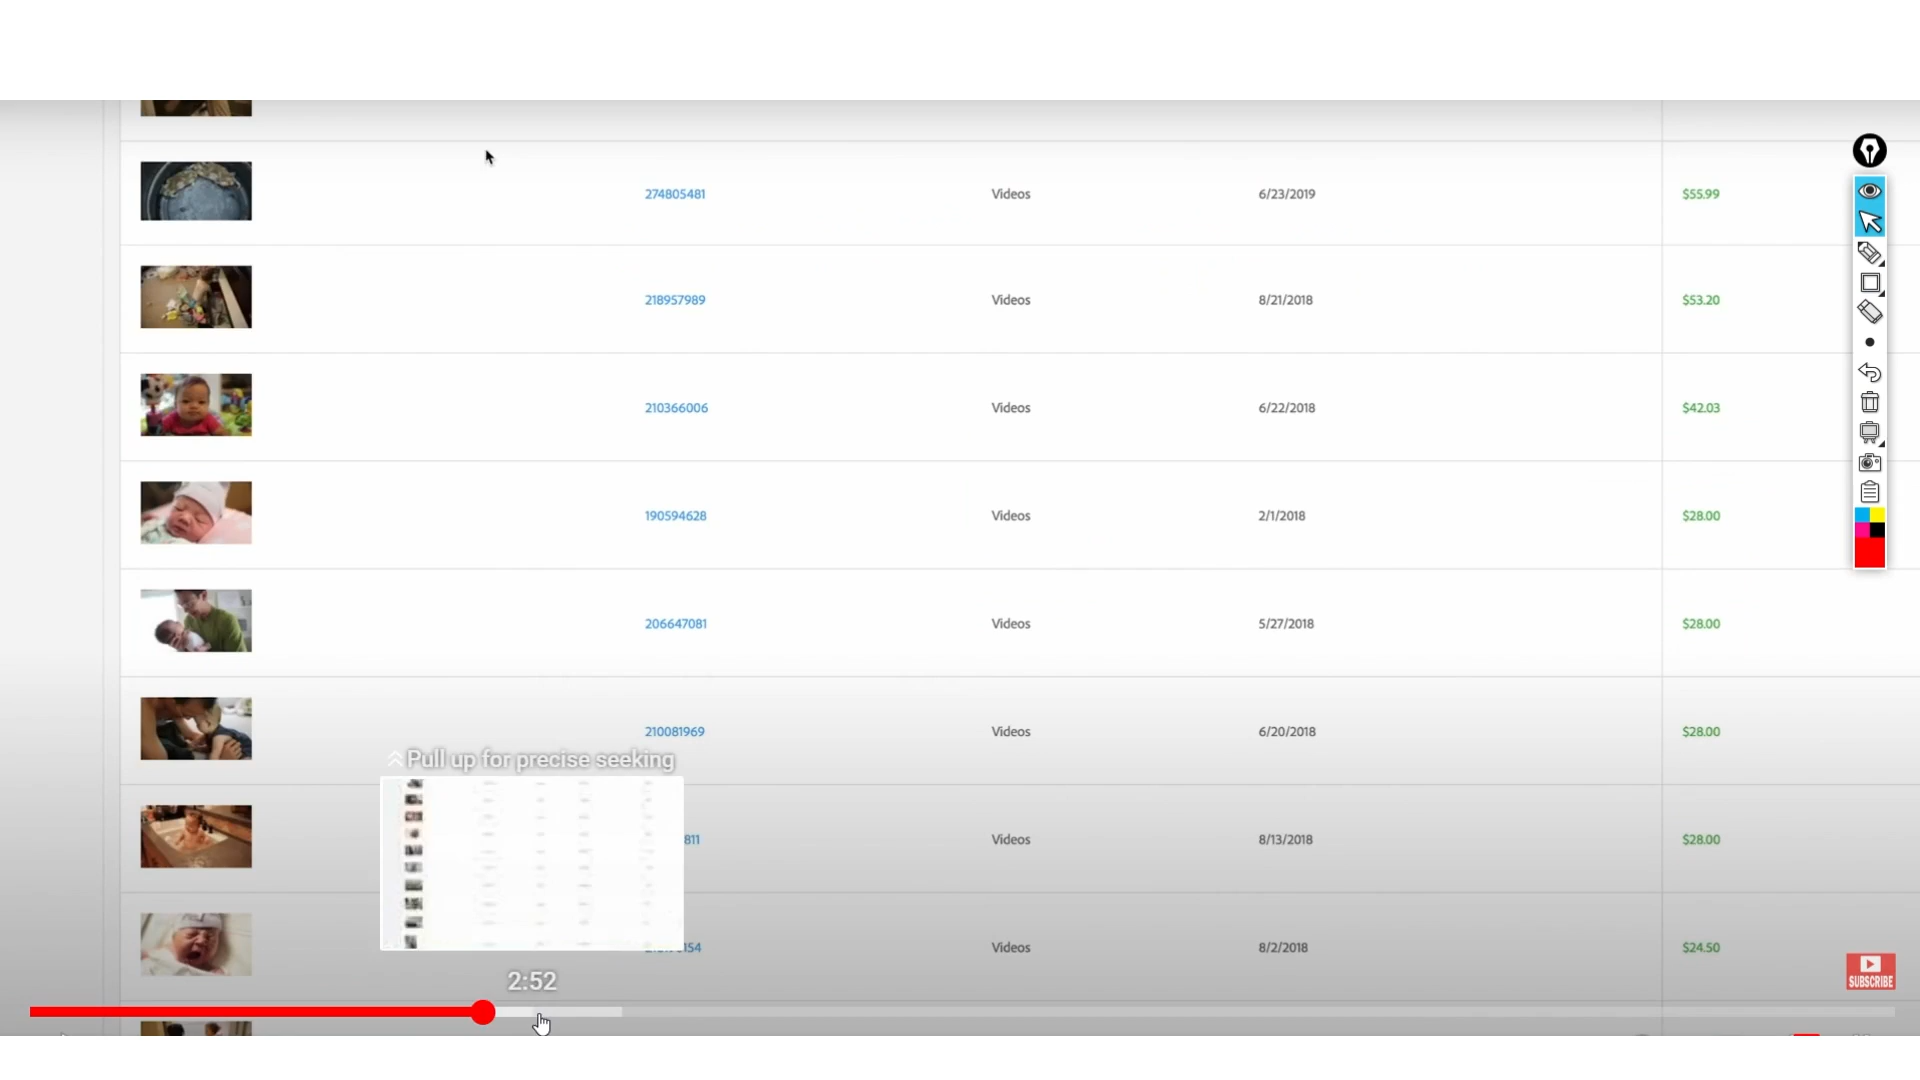 274805481 Videos 6/23/2019 $55.99
218957989 Videos 8/21/2018 $53.20
210366006 Videos 6/22/2018 $42.03
190594628 Videos 2/1/2018 $28.00
206647081 Videos 5/27/2018 $28.00
210081969 Videos 6/20/2018 $28.00
Pull up for precise seeking
811 Videos 8/13/2018 $28.00
154 Videos 8/2/2018 $24.50
2:52
SUBSCRIBE